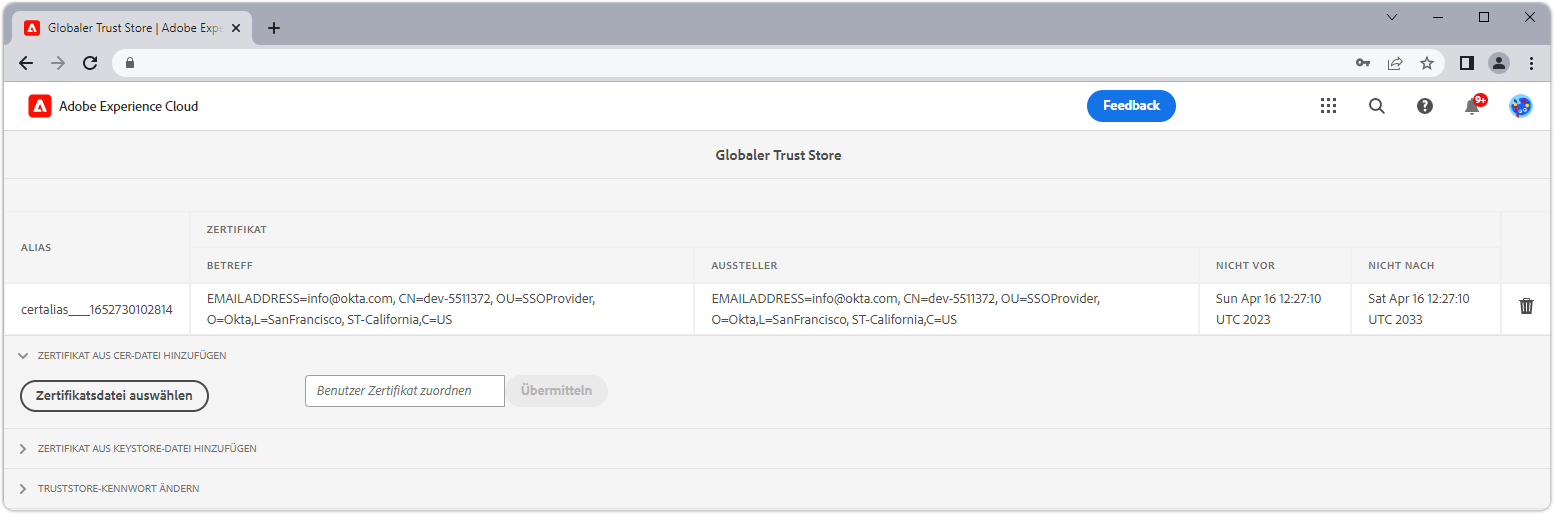 Globaler Trust Store | Adobe Expe
Adobe Experience Cloud
Feedback
9+
Globaler Trust Store
ALIAS
ZERTIFIKAT
BETREFF
AUSSTELLER
NICHT VOR
NICHT NACH
certalias___1652730102814
EMAILADDRESS=info@okta.com, CN=dev-5511372, OU=SSOProvider,
O=Okta,L=SanFrancisco, ST-California,C=US
EMAILADDRESS=info@okta.com, CN=dev-5511372, OU=SSOProvider,
O=Okta,L=SanFrancisco, ST-California,C=US
Sun Apr 16 12:27:10
UTC 2023
Sat Apr 16 12:27:10
UTC 2033
ZERTIFIKAT AUS CER-DATEI HINZUFÜGEN
Zertifikatsdatei auswählen
Benutzer Zertifikat zuordnen
Übermitteln
ZERTIFIKAT AUS KEYSTORE-DATEI HINZUFÜGEN
TRUSTSTORE-KENNWORT ÄNDERN